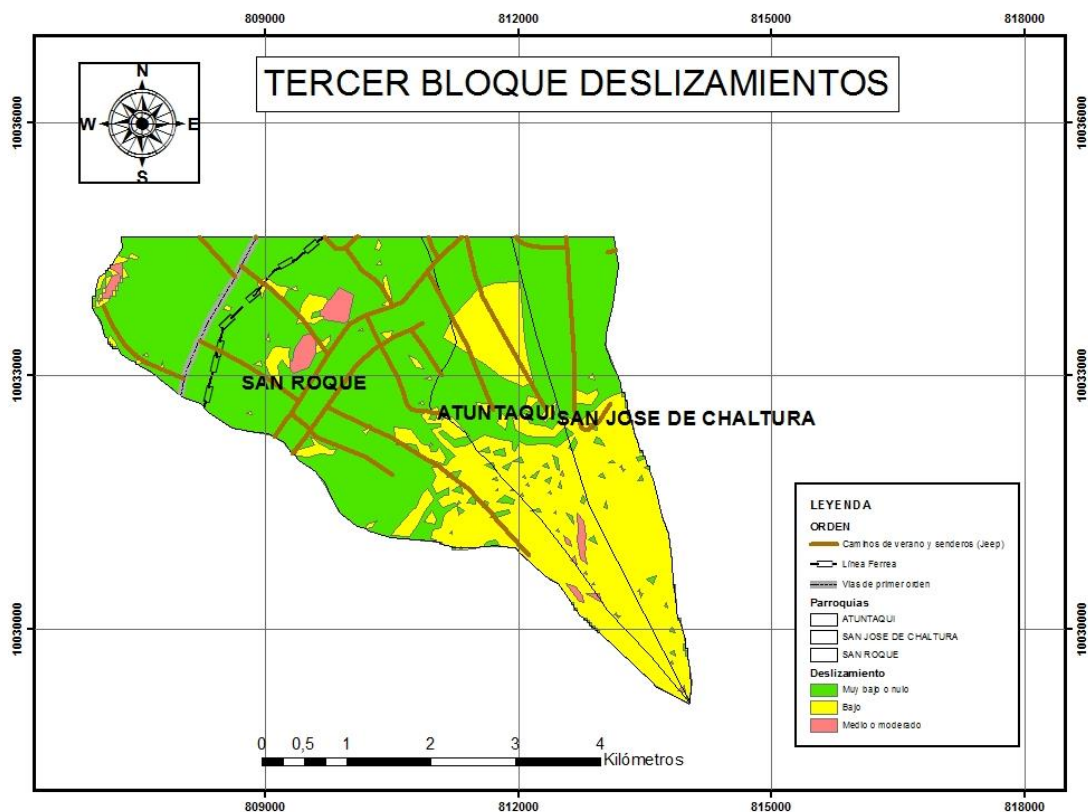 809000 812000 815000 818000
TERCER BLOQUE DESLIZAMIENTOS
N
W E
S
10036000 10036000
10033000 10033000
SAN ROQUE
ATUNTAQUI SAN JOSE DE CHALTURA
LEYENDA
ORDEN
Caminos de verano y senderos (Jeep)
Línea Ferrea
Vías de primer orden
Parroquias
ATUNTAQUI
SAN JOSE DE CHALTURA
SAN ROQUE
Deslizamiento
Muy bajo o nulo
Bajo
Medio o moderado
10030000 10030000
0 0,5 1 2 3 4
Kilómetros
809000 812000 815000 818000